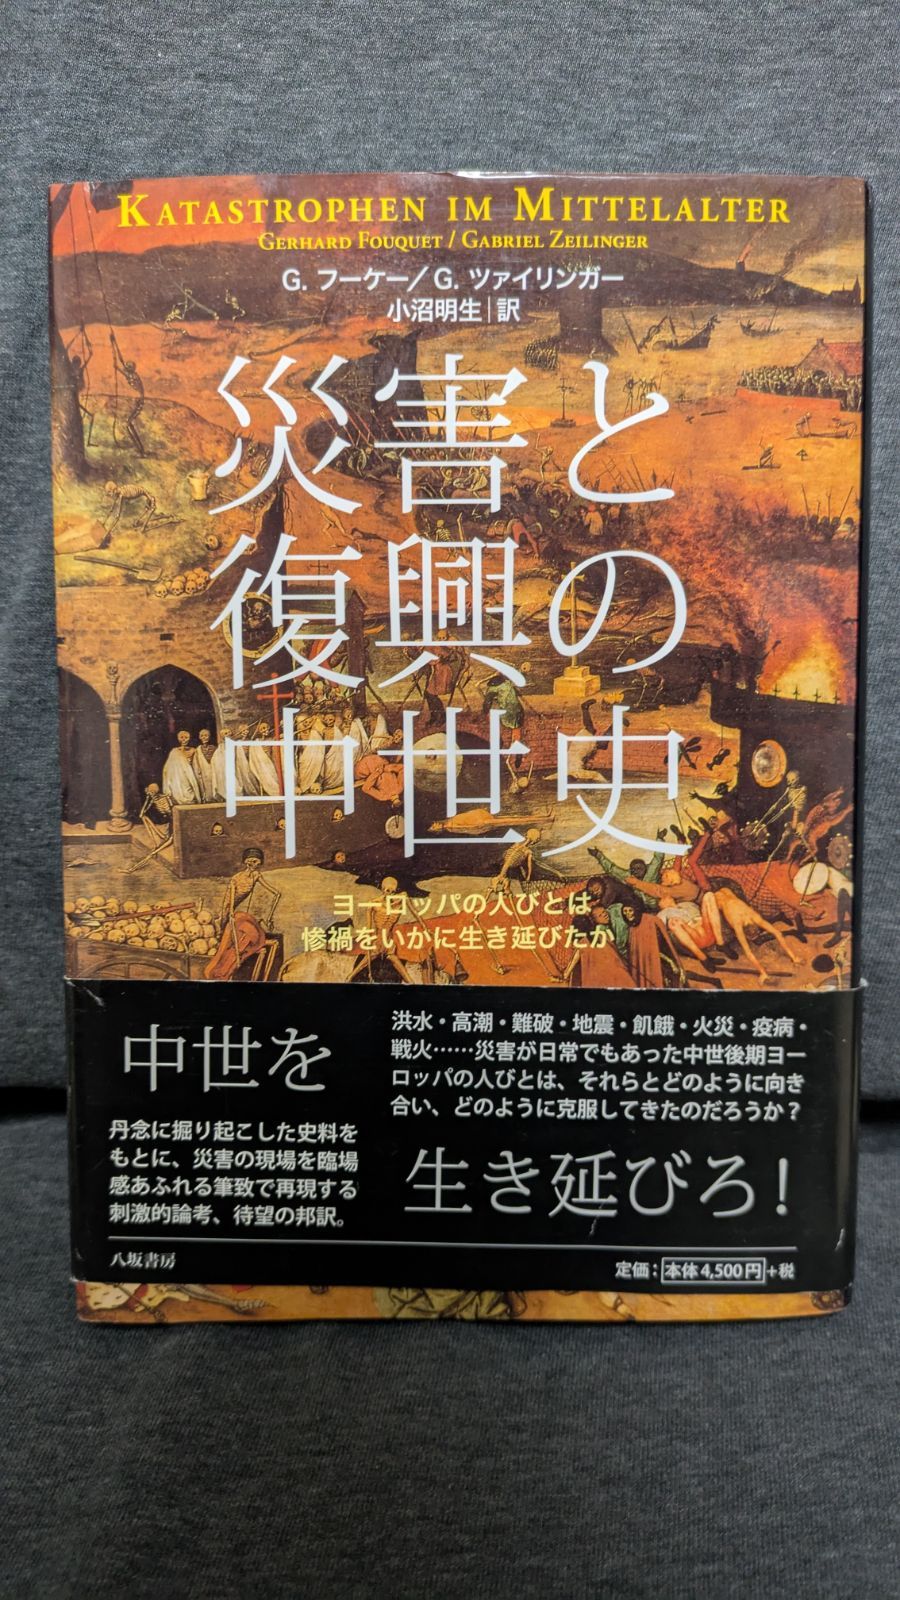 KATASTROPHEN IM MITTELALTER
GERHARD FOUQUET / GABRIEL ZEILINGER
G. フーケー/G. ツァイリンガー
小沼明生|訳
災害と
復興の
中世史
ヨーロッパの人びとは
惨禍をいかに生き延びたか
中世を
洪水・高潮・難破・地震・飢餓・火災・疫病・
戦火……災害が日常でもあった中世後期ヨー
ロッパの人びとは、それらとどのように向き
合い、どのように克服してきたのだろうか?
丹念に掘り起こした史料を
もとに、災害の現場を臨場
感あふれる筆致で再現する
刺激的論考、待望の邦訳。
生き延びろ!
八坂書房
定価:本体4,500円+税